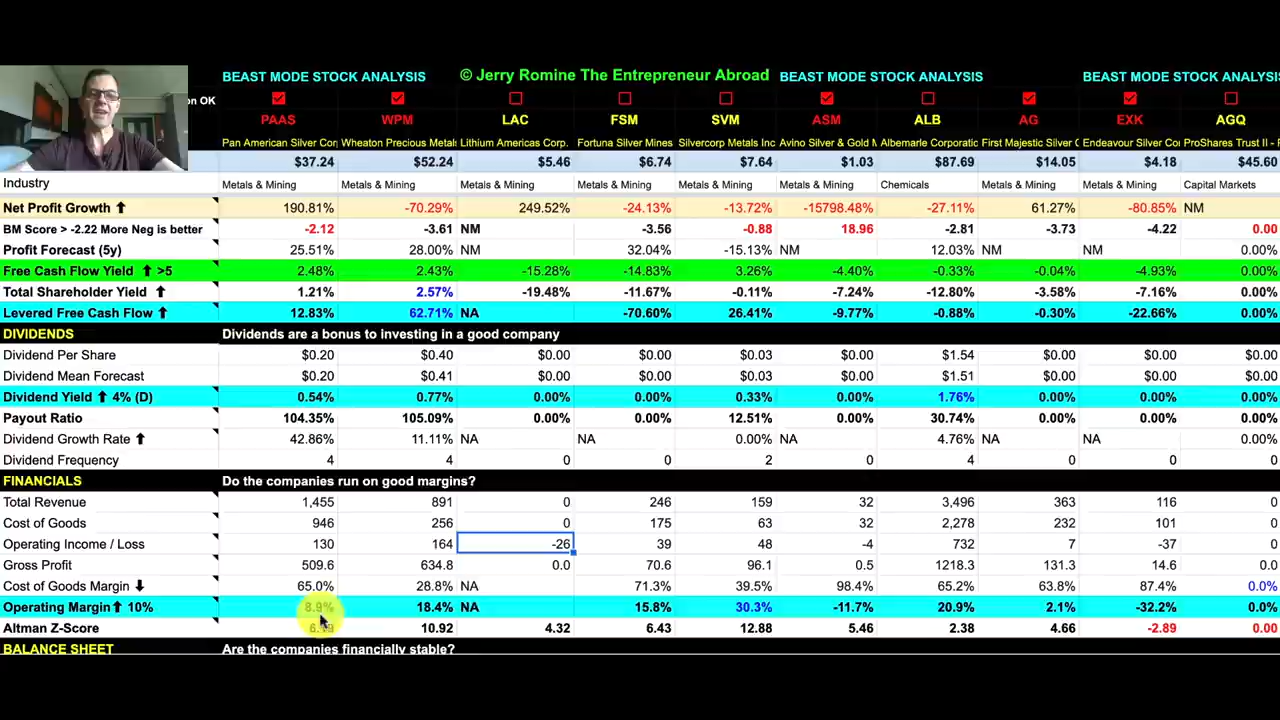 BEAST MODE STOCK ANALYSIS © Jerry Romine The Entrepreneur Abroad BEAST MODE STOCK ANALYSIS BEAST MODE STOCK ANALYSIS
on OK
PAAS WPM LAC FSM SVM ASM ALB AG EXK AGQ
Pan American Silver Cor Wheaton Precious Metals Lithium Americas Corp. Fortuna Silver Mines Silvercorp Metals Inc Avino Silver & Gold M Albemarle Corporatic First Majestic Silver C Endeavour Silver Co ProShares Trust II -
$37.24 $52.24 $5.46 $6.74 $7.64 $1.03 $87.69 $14.05 $4.18 $45.60
Industry Metals & Mining Metals & Mining Metals & Mining Metals & Mining Metals & Mining Metals & Mining Chemicals Metals & Mining Metals & Mining Capital Markets
Net Profit Growth ⬆ 190.81% -70.29% 249.52% -24.13% -13.72% -15798.48% -27.11% 61.27% -80.85% NM
BM Score > -2.22 More Neg is better -2.12 -3.61 NM -3.56 -0.88 18.96 -2.81 -3.73 -4.22 0.00
Profit Forecast (5y) 25.51% 28.00% NM 32.04% -15.13% NM 12.03% NM NM 0.00%
Free Cash Flow Yield ⬆ >5 2.48% 2.43% -15.28% -14.83% 3.26% -4.40% -0.33% -0.04% -4.93% 0.00%
Total Shareholder Yield ⬆ 1.21% 2.57% -19.48% -11.67% -0.11% -7.24% -12.80% -3.58% -7.16% 0.00%
Levered Free Cash Flow ⬆ 12.83% 62.71% NA -70.60% 26.41% -9.77% -0.88% -0.30% -22.66% 0.00%
DIVIDENDS Dividends are a bonus to investing in a good company
Dividend Per Share $0.20 $0.40 $0.00 $0.00 $0.03 $0.00 $1.54 $0.00 $0.00 $0.00
Dividend Mean Forecast $0.20 $0.41 $0.00 $0.00 $0.03 $0.00 $1.51 $0.00 $0.00 $0.00
Dividend Yield ⬆ 4% (D) 0.54% 0.77% 0.00% 0.00% 0.33% 0.00% 1.76% 0.00% 0.00% 0.00%
Payout Ratio 104.35% 105.09% 0.00% 0.00% 12.51% 0.00% 30.74% 0.00% 0.00% 0.00%
Dividend Growth Rate ⬆ 42.86% 11.11% NA NA 0.00% NA 4.76% NA NA 0.00%
Dividend Frequency 4 4 0 0 2 0 4 0 0 0
FINANCIALS Do the companies run on good margins?
Total Revenue 1,455 891 0 246 159 32 3,496 363 116 0
Cost of Goods 946 256 0 175 63 32 2,278 232 101 0
Operating Income / Loss 130 164 -26 39 48 -4 732 7 -37 0
Gross Profit 509.6 634.8 0.0 70.6 96.1 0.5 1218.3 131.3 14.6 0.0
Cost of Goods Margin ⬇ 65.0% 28.8% NA 71.3% 39.5% 98.4% 65.2% 63.8% 87.4% 0.0%
Operating Margin ⬆ 10% 8.9% 18.4% NA 15.8% 30.3% -11.7% 20.9% 2.1% -32.2% 0.0%
Altman Z-Score 10.92 4.32 6.43 12.88 5.46 2.38 4.66 -2.89 0.00
BALANCE SHEET Are the companies financially stable?